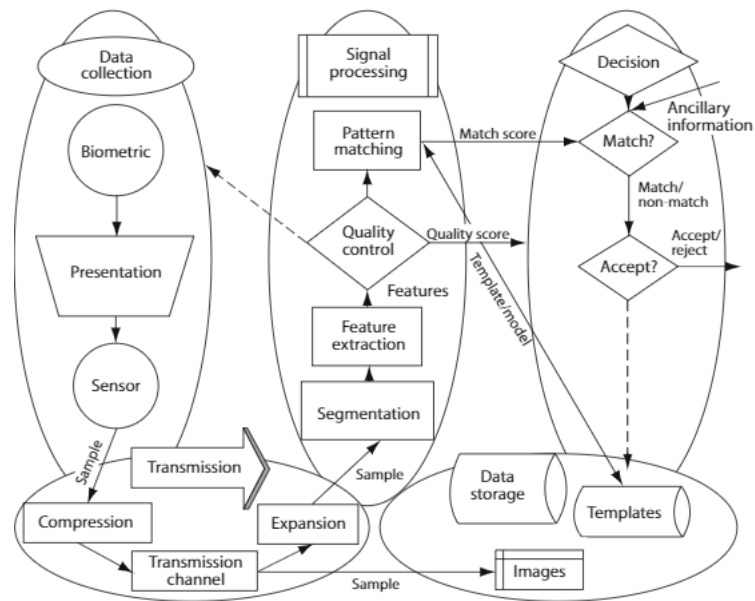 Data
collection
Biometric
Presentation
Sensor
Sample
Transmission
Compression
Transmission
channel
Expansion
Sample
Sample
Signal
processing
Pattern
matching
Quality
control
Features
Feature
extraction
Segmentation
Match score
Quality score
Template/model
Decision
Ancillary
information
Match?
Match/
non-match
Accept/
reject
Accept?
Data
storage
Templates
Images